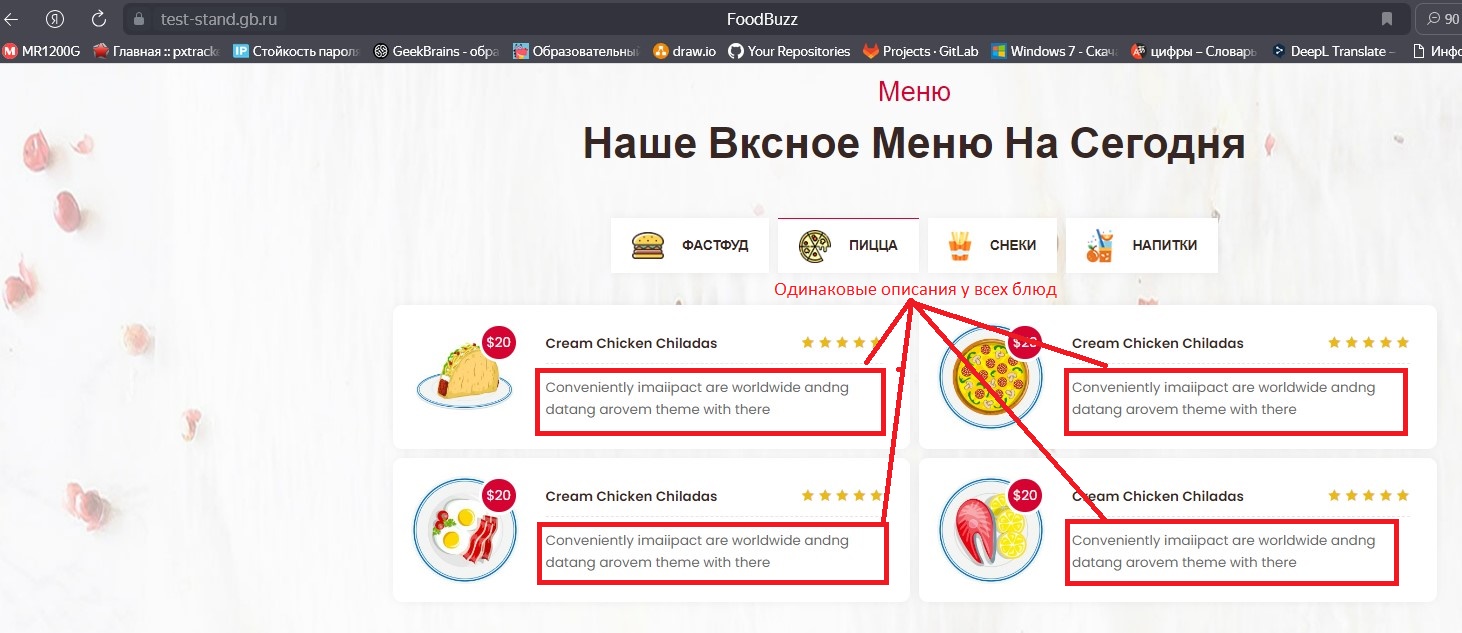 test-stand.gb.ru
FoodBuzz
90
MR1200G
Главная :: pxtrack
IP Стойкость пароля
GeekBrains - обра
Образовательны
draw.io
Your Repositories
Projects · GitLab
Windows 7 - Скач
цифры – Словарь
DeepL Translate –
Инфо
Меню
Наше Вксное Меню На Сегодня
ФАСТФУД
ПИЦЦА
СНЕКИ
НАПИТКИ
Одинаковые описания у всех блюд
$20
Cream Chicken Chiladas
Conveniently imaiipact are worldwide andng
datang arovem theme with there
$20
Cream Chicken Chiladas
Conveniently imaiipact are worldwide andng
datang arovem theme with there
$20
Cream Chicken Chiladas
Conveniently imaiipact are worldwide andng
datang arovem theme with there
$20
Cream Chicken Chiladas
Conveniently imaiipact are worldwide andng
datang arovem theme with there